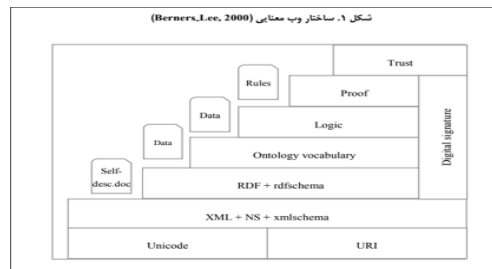 شکل ۱. ساختار وب معنایی (Berners_Lee, 2000)
Trust
Rules
Proof
Data
Logic
Digital signature
Data
Ontology vocabulary
Self-
desc.doc
RDF + rdfschema
XML + NS + xmlschema
Unicode
URI